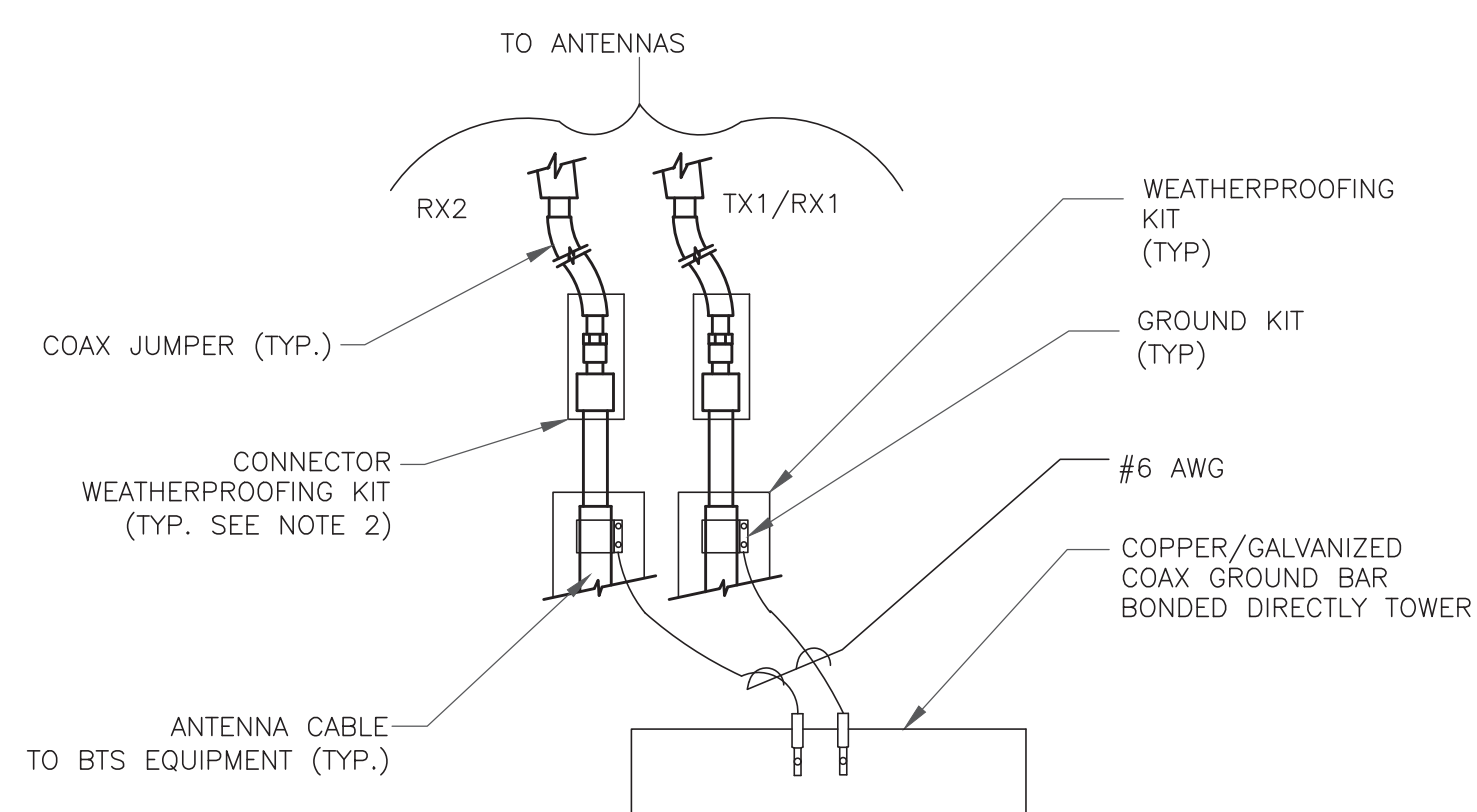 TO ANTENNAS
RX2
TX1/RX1
WEATHERPROOFING
KIT
(TYP)
GROUND KIT
(TYP)
COAX JUMPER (TYP.)
CONNECTOR
WEATHERPROOFING KIT
(TYP. SEE NOTE 2)
#6 AWG
COPPER/GALVANIZED
COAX GROUND BAR
BONDED DIRECTLY TOWER
ANTENNA CABLE
TO BTS EQUIPMENT (TYP.)